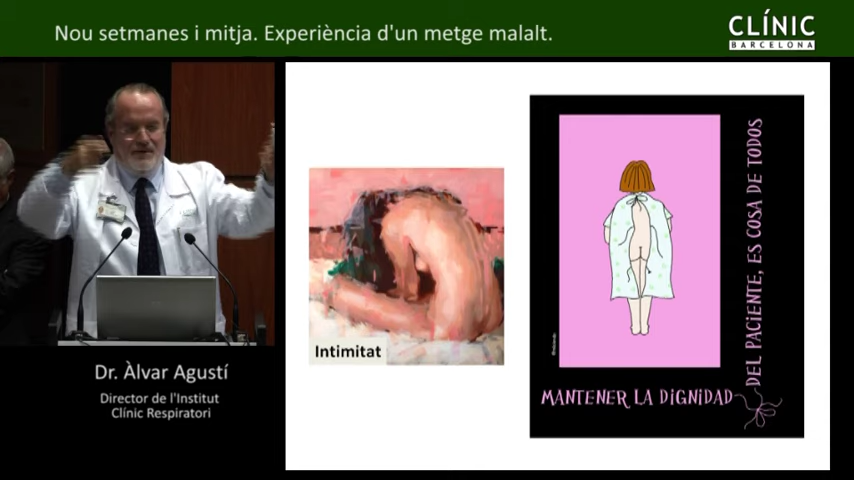 Nou setmanes i mitja. Experiència d'un metge malalt.
CLÍNIC
BARCELONA
Intimitat
MANTENER LA DIGNIDAD
DEL PACIENTE, ES COSA DE TODOS
Dr. Àlvar Agustí
Director de l'Institut
Clínic Respiratori